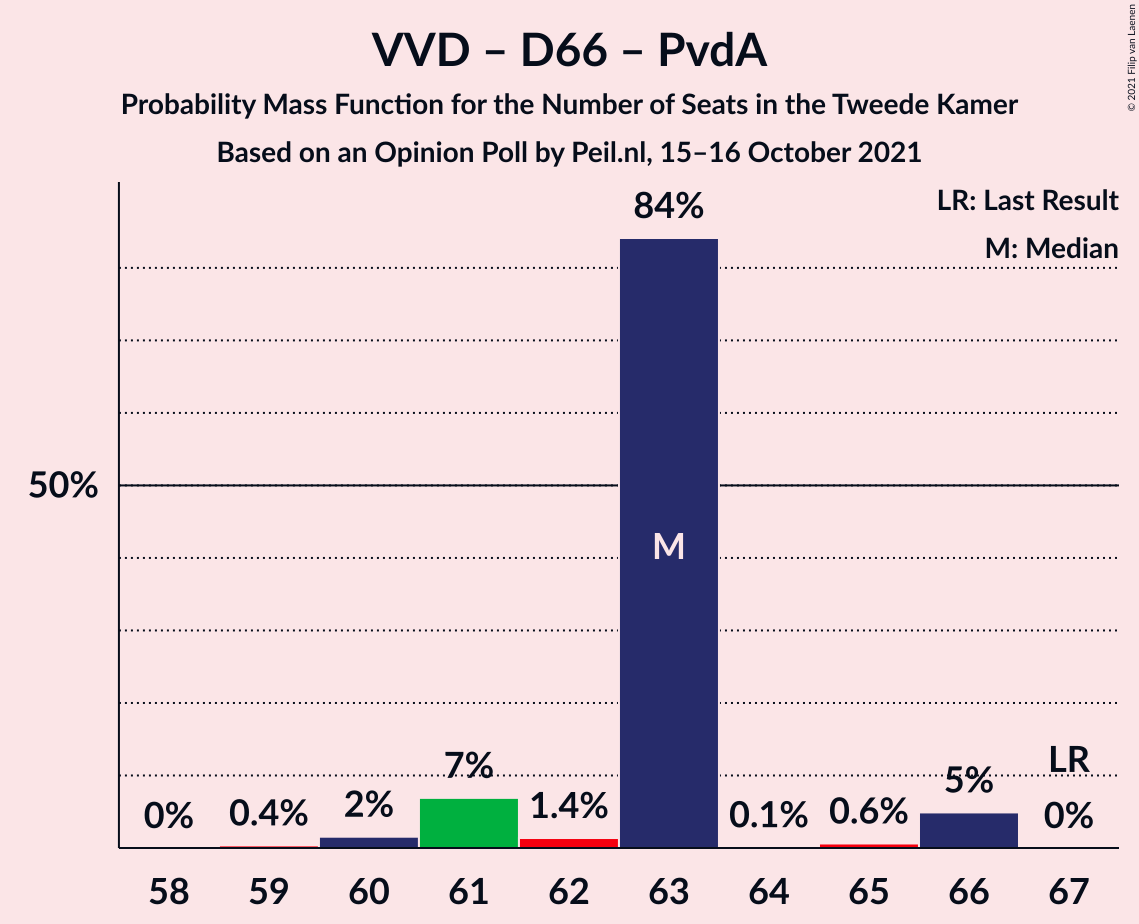 VVD – D66 – PvdA
Probability Mass Function for the Number of Seats in the Tweede Kamer
Based on an Opinion Poll by Peil.nl, 15–16 October 2021
© 2021 Filip van Laenen
LR: Last Result
M: Median
84%
50%
M
0%
0.4%
2%
7%
1.4%
0.1%
0.6%
5%
LR
0%
58 59 60 61 62 63 64 65 66 67